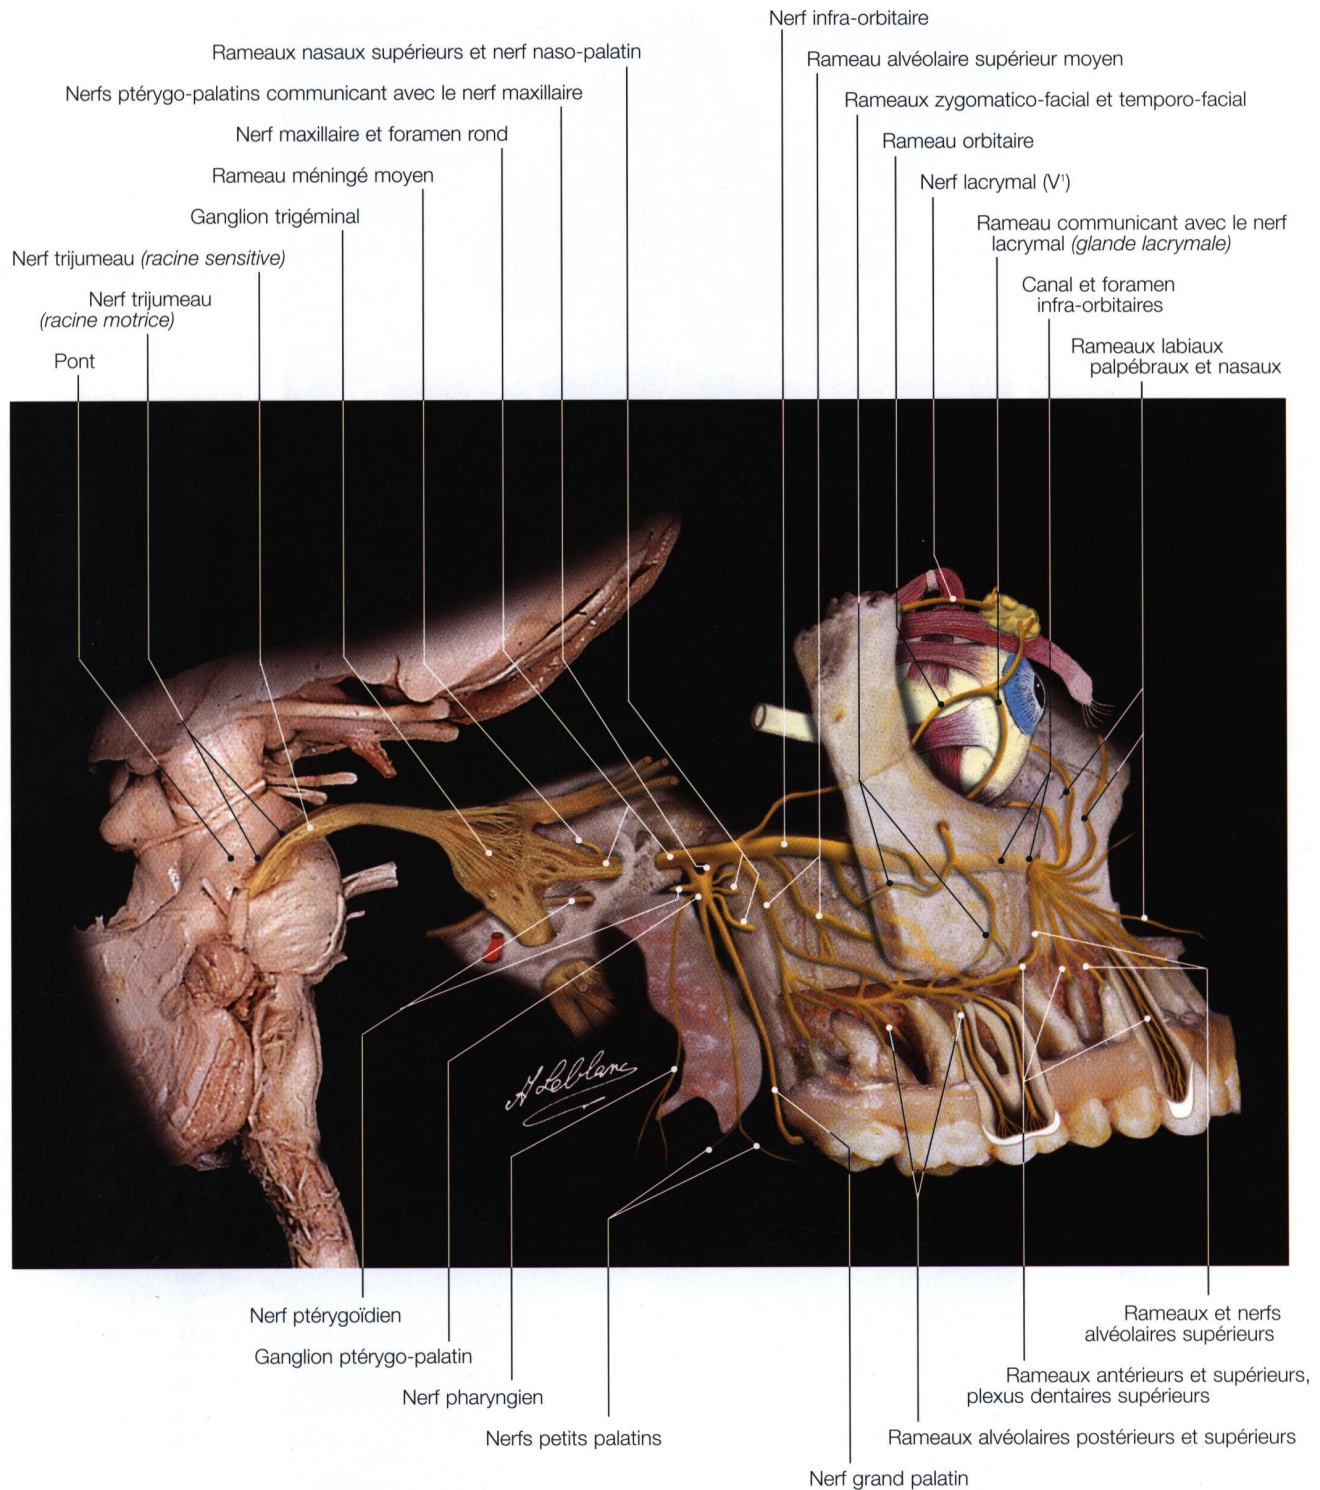 Nerf infra-orbitaire
Rameaux nasaux supérieurs et nerf naso-palatin
Rameau alvéolaire supérieur moyen
Nerfs ptérygo-palatins communicant avec le nerf maxillaire
Rameaux zygomatico-facial et temporo-facial
Nerf maxillaire et foramen rond
Rameau orbitaire
Rameau méningé moyen
Nerf lacrymal (V¹)
Ganglion trigéminal
Rameau communicant avec le nerf
lacrymal (glande lacrymale)
Nerf trijumeau (racine sensitive)
Canal et foramen
infra-orbitaires
Nerf trijumeau
(racine motrice)
Rameaux labiaux
palpébraux et nasaux
Pont
A Leblanc
Nerf ptérygoïdien
Rameaux et nerfs
alvéolaires supérieurs
Ganglion ptérygo-palatin
Rameaux antérieurs et supérieurs,
plexus dentaires supérieurs
Nerf pharyngien
Nerfs petits palatins
Rameaux alvéolaires postérieurs et supérieurs
Nerf grand palatin